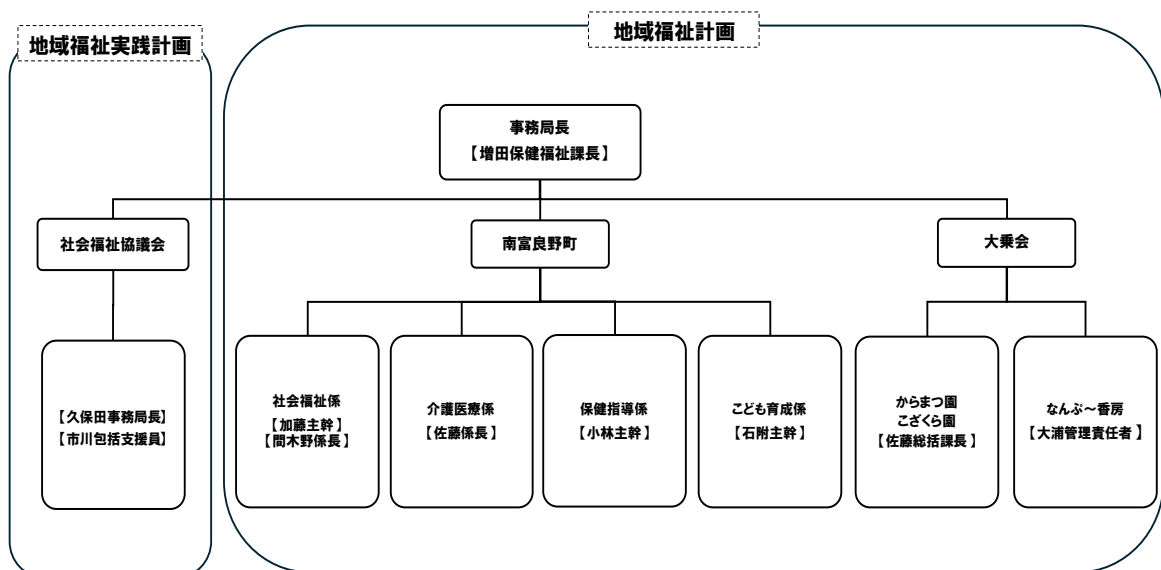 地域福祉実践計画
地域福祉計画
事務局長
【増田保健福祉課長】
社会福祉協議会
南富良野町
大乗会
【久保田事務局長】
【市川包括支援員】
社会福祉係
【加藤主幹】
【間木野係長】
介護医療係
【佐藤係長】
保健指導係
【小林主幹】
こども育成係
【石附主幹】
からまつ園
こざくら園
【佐藤総括課長】
なんぷ～香房
【大浦管理責任者】